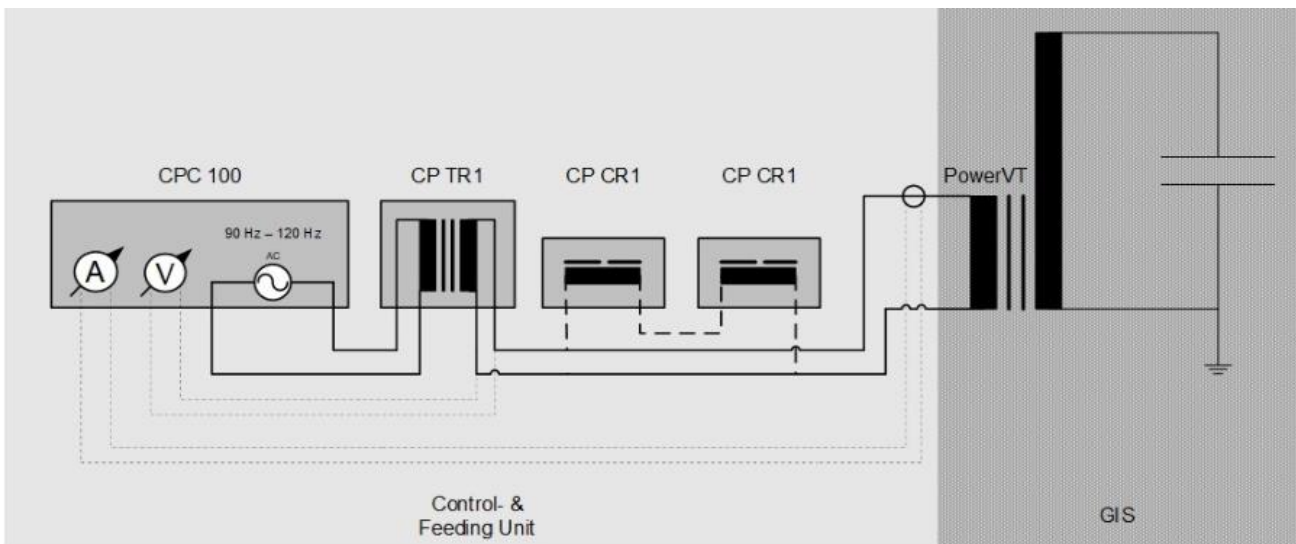 CPC 100
CP TR1
CP CR1
CP CR1
PowerVT
90 Hz – 120 Hz
AC
A
V
Control- &
Feeding Unit
GIS